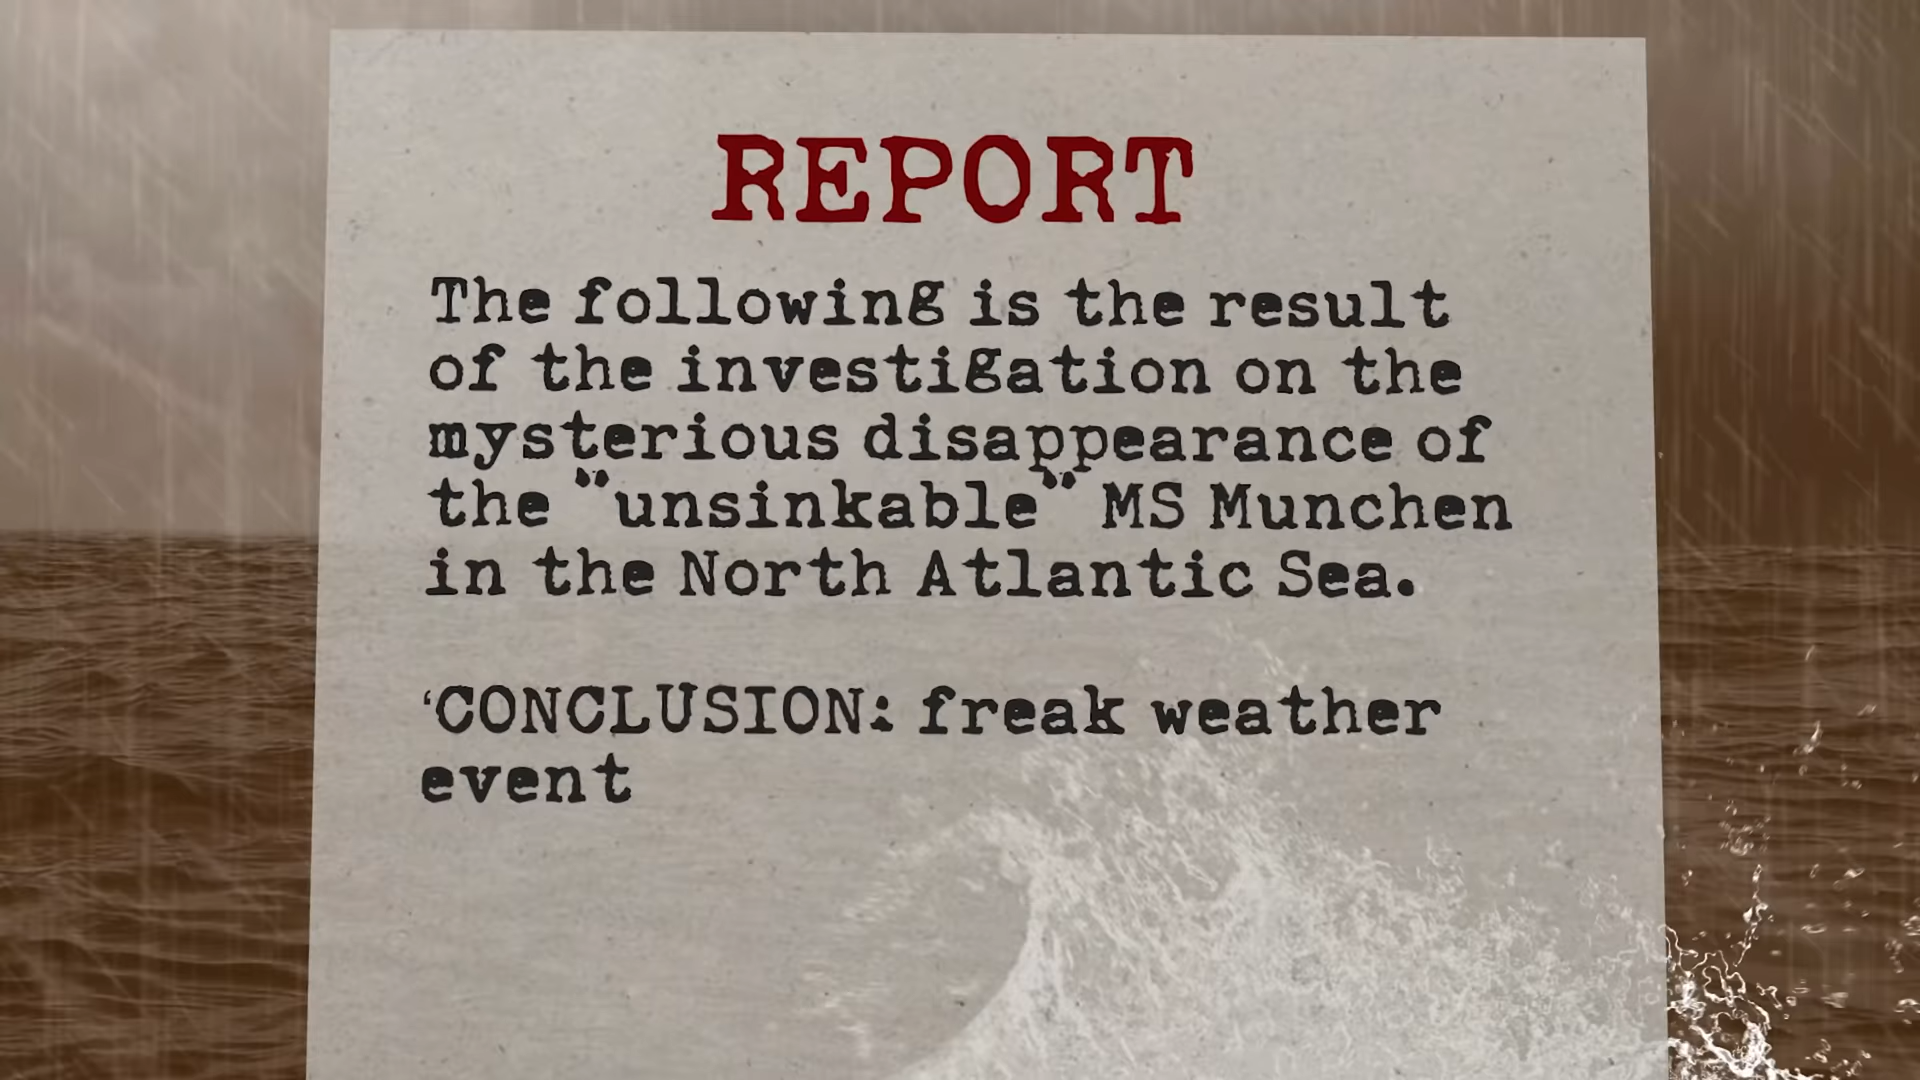 REPORT
The following is the result
of the investigation on the
mysterious disappearance of
the "unsinkable" MS Munchen
in the North Atlantic Sea.
‘CONCLUSION: freak weather
event